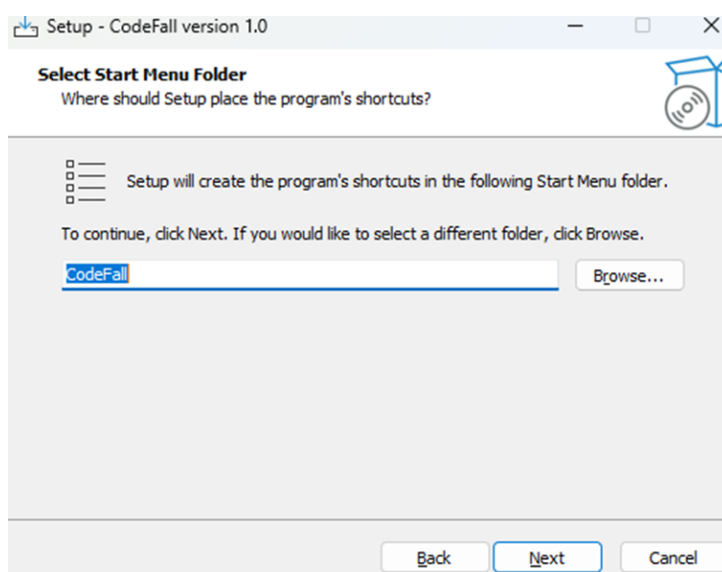 Setup - CodeFall version 1.0
Select Start Menu Folder
Where should Setup place the program's shortcuts?
Setup will create the program's shortcuts in the following Start Menu folder.
To continue, click Next. If you would like to select a different folder, click Browse.
CodeFall
Browse...
Back
Next
Cancel